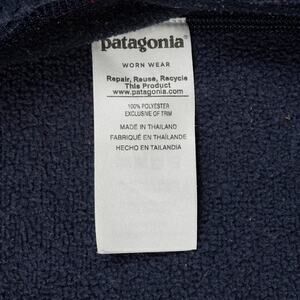 patagonia®
WORN WEAR
Repair, Reuse, Recycle
This Product
www.patagonia.com
100% POLYESTER
EXCLUSIVE OF TRIM
MADE IN THAILAND
FABRIQUÉ EN THAÏLANDE
HECHO EN TAILANDIA